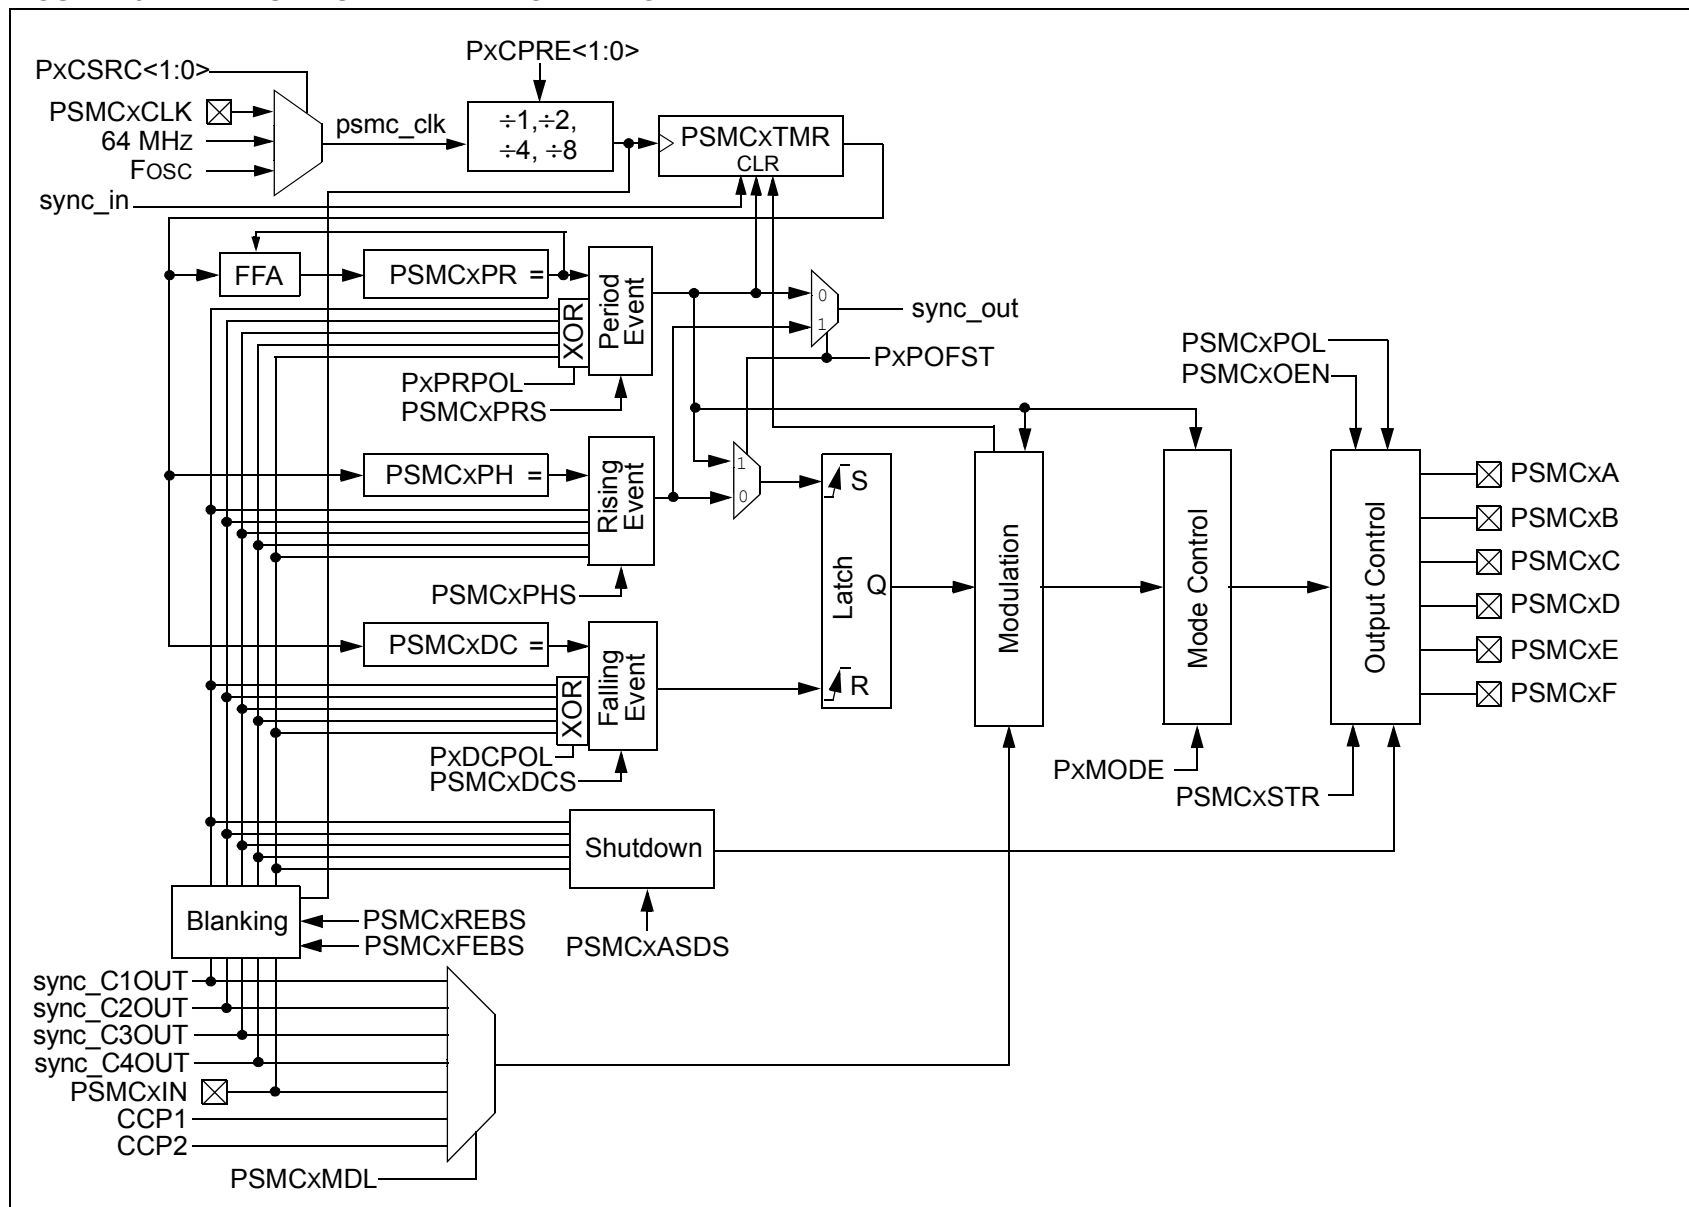 PxCPRE<1:0>
PxCSRC<1:0>
PSMCxCLK
64 MHz
FOSC
psmc_clk
÷1,÷2,
÷4, ÷8
PSMCxTMR
CLR
sync_in
FFA
PSMCxPR =
XOR
Period
Event
0
1
sync_out
PxPOFST
PxPRPOL
PSMCxPRS
PSMCxPOL
PSMCxOEN
PSMCxPH =
Rising
Event
1
0
PSMCxPHS
S
Latch
Q
R
Modulation
Mode Control
Output Control
PSMCxA
PSMCxB
PSMCxC
PSMCxD
PSMCxE
PSMCxF
PSMCxDC =
XOR
Falling
Event
PxDCPOL
PSMCxDCS
PxMODE
PSMCxSTR
Shutdown
PSMCxASDS
Blanking
PSMCxREBS
PSMCxFEBS
sync_C1OUT
sync_C2OUT
sync_C3OUT
sync_C4OUT
PSMCxIN
CCP1
CCP2
PSMCxMDL